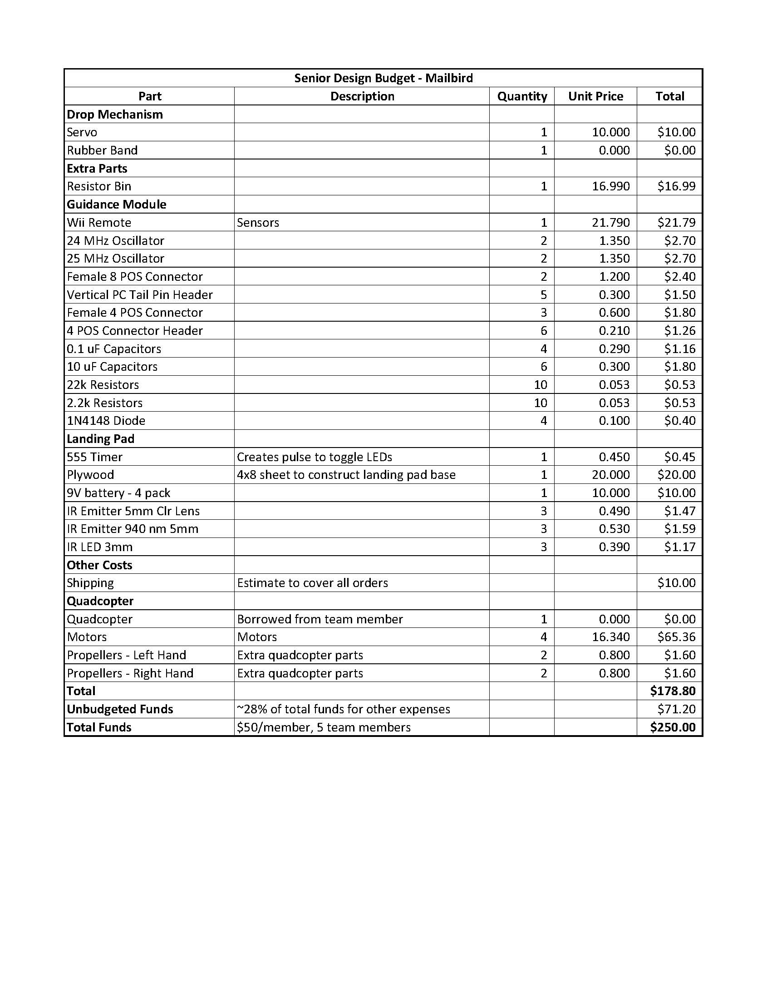 Senior Design Budget - Mailbird
Part Description Quantity Unit Price Total
Drop Mechanism
Servo 1 10.000 $10.00
Rubber Band 1 0.000 $0.00
Extra Parts
Resistor Bin 1 16.990 $16.99
Guidance Module
Wii Remote Sensors 1 21.790 $21.79
24 MHz Oscillator 2 1.350 $2.70
25 MHz Oscillator 2 1.350 $2.70
Female 8 POS Connector 2 1.200 $2.40
Vertical PC Tail Pin Header 5 0.300 $1.50
Female 4 POS Connector 3 0.600 $1.80
4 POS Connector Header 6 0.210 $1.26
0.1 uF Capacitors 4 0.290 $1.16
10 uF Capacitors 6 0.300 $1.80
22k Resistors 10 0.053 $0.53
2.2k Resistors 10 0.053 $0.53
1N4148 Diode 4 0.100 $0.40
Landing Pad
555 Timer Creates pulse to toggle LEDs 1 0.450 $0.45
Plywood 4x8 sheet to construct landing pad base 1 20.000 $20.00
9V battery - 4 pack 1 10.000 $10.00
IR Emitter 5mm Clr Lens 3 0.490 $1.47
IR Emitter 940 nm 5mm 3 0.530 $1.59
IR LED 3mm 3 0.390 $1.17
Other Costs
Shipping Estimate to cover all orders $10.00
Quadcopter
Quadcopter Borrowed from team member 1 0.000 $0.00
Motors Motors 4 16.340 $65.36
Propellers - Left Hand Extra quadcopter parts 2 0.800 $1.60
Propellers - Right Hand Extra quadcopter parts 2 0.800 $1.60
Total $178.80
Unbudgeted Funds ~28% of total funds for other expenses $71.20
Total Funds $50/member, 5 team members $250.00